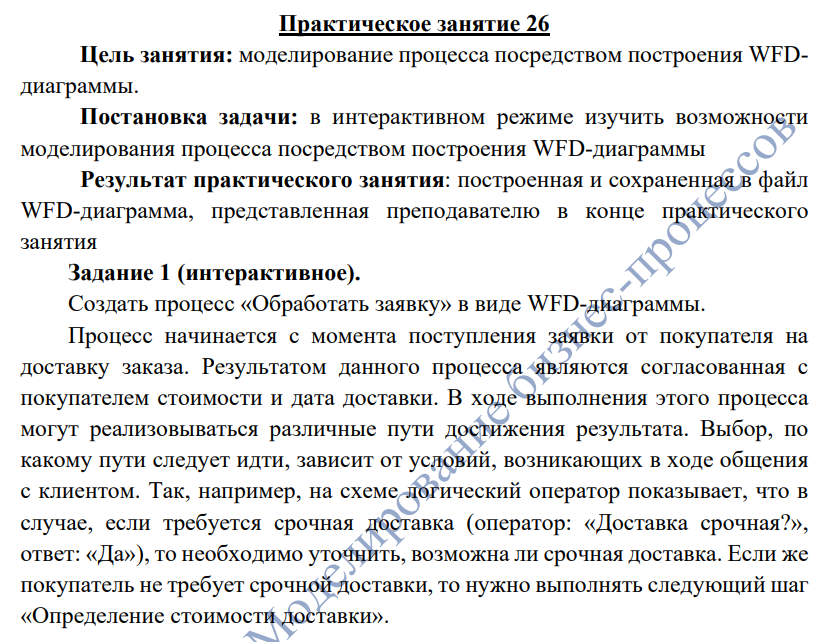 Практическое занятие 26
Цель занятия: моделирование процесса посредством построения WFD-
диаграммы.
Постановка задачи: в интерактивном режиме изучить возможности
моделирования процесса посредством построения WFD-диаграммы
Результат практического занятия: построенная и сохраненная в файл
WFD-диаграмма, представленная преподавателю в конце практического
занятия
Задание 1 (интерактивное).
Создать процесс «Обработать заявку» в виде WFD-диаграммы.
Процесс начинается с момента поступления заявки от покупателя на
доставку заказа. Результатом данного процесса являются согласованная с
покупателем стоимости и дата доставки. В ходе выполнения этого процесса
могут реализовываться различные пути достижения результата. Выбор, по
какому пути следует идти, зависит от условий, возникающих в ходе общения
с клиентом. Так, например, на схеме логический оператор показывает, что в
случае, если требуется срочная доставка (оператор: «Доставка срочная?»,
ответ: «Да»), то необходимо уточнить, возможна ли срочная доставка. Если же
покупатель не требует срочной доставки, то нужно выполнять следующий шаг
«Определение стоимости доставки».
Моделирование бизнес-процессов